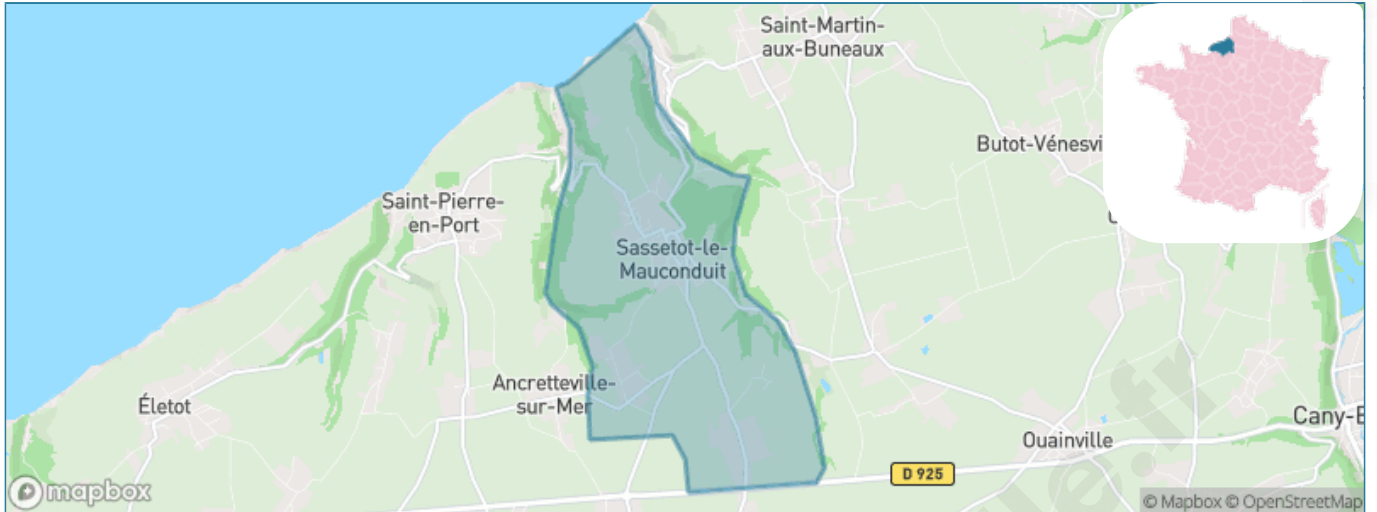 Saint-Martin-
aux-Buneaux
Butot-Vénesvi
Saint-Pierre-
en-Port
Sassetot-le-
Mauconduit
Ancretteville-
sur-Mer
Életot
Cany-B
Ouainville
D 925
mapbox
© Mapbox © OpenStreetMap